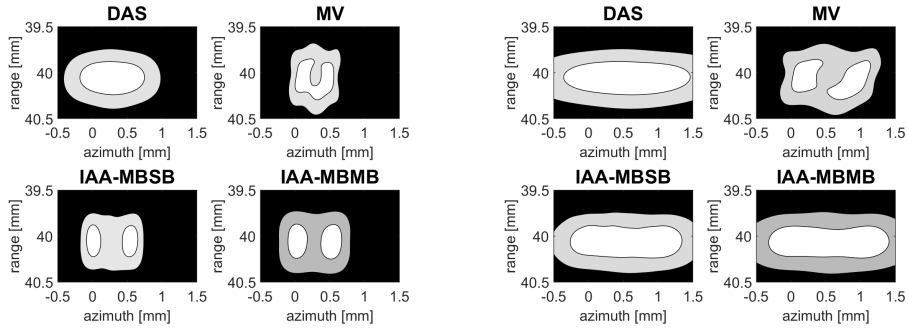 DAS MV DAS MV
39.5 39.5 39.5 39.5
range [mm] range [mm] range [mm] range [mm]
40 40 40 40
40.5 40.5 40.5 40.5
-0.5 0 0.5 1 1.5 -0.5 0 0.5 1 1.5 -0.5 0 0.5 1 1.5 -0.5 0 0.5 1 1.5
azimuth [mm] azimuth [mm] azimuth [mm] azimuth [mm]
IAA-MBSB IAA-MBMB IAA-MBSB IAA-MBMB
39.5 39.5 39.5 39.5
range [mm] range [mm] range [mm] range [mm]
40 40 40 40
40.5 40.5 40.5 40.5
-0.5 0 0.5 1 1.5 -0.5 0 0.5 1 1.5 -0.5 0 0.5 1 1.5 -0.5 0 0.5 1 1.5
azimuth [mm] azimuth [mm] azimuth [mm] azimuth [mm]